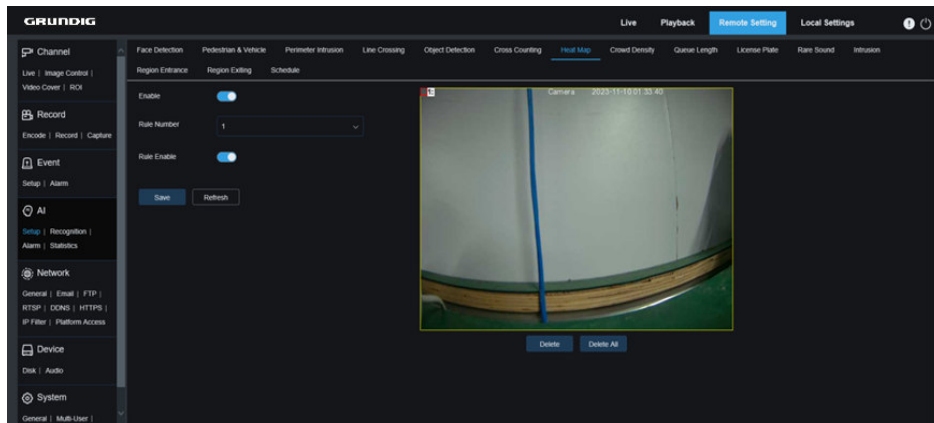 GRUNDIG
Live Playback Remote Setting Local Settings
Channel
Live | Image Control |
Video Cover | ROI
Record
Encode | Record | Capture
Event
Setup | Alarm
AI
Setup | Recognition |
Alarm | Statistics
Network
General | Email | FTP |
RTSP | DDNS | HTTPS |
IP Filter | Platform Access
Device
Disk | Audio
System
General | Multi-User |
Face Detection Pedestrian & Vehicle Perimeter Intrusion Line Crossing Object Detection Cross Counting Heat Map Crowd Density Queue Length License Plate Rare Sound Intrusion
Region Entrance Region Exiting Schedule
Enable
Rule Number 1
Rule Enable
Save Refresh
1 Camera 2023-11-10 01:33:40
Delete Delete All